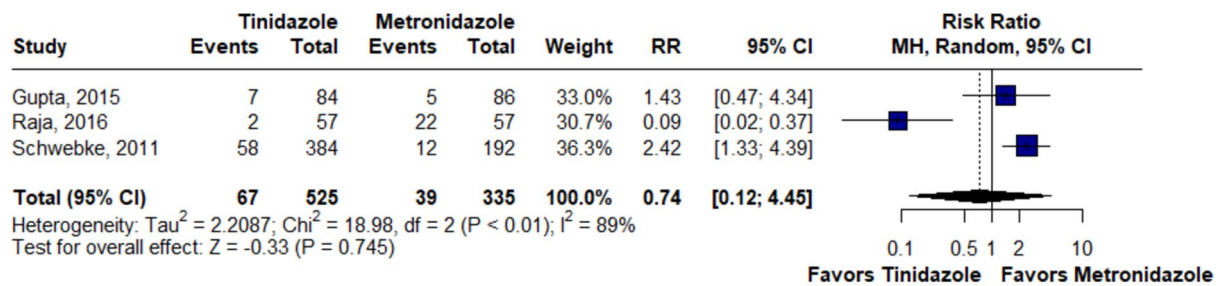 Tinidazole Metronidazole Risk Ratio
Study Events Total Events Total Weight RR 95% CI MH, Random, 95% CI
Gupta, 2015 7 84 5 86 33.0% 1.43 [0.47; 4.34]
Raja, 2016 2 57 22 57 30.7% 0.09 [0.02; 0.37]
Schwebke, 2011 58 384 12 192 36.3% 2.42 [1.33; 4.39]
Total (95% CI) 67 525 39 335 100.0% 0.74 [0.12; 4.45]
Heterogeneity: Tau² = 2.2087; Chi² = 18.98, df = 2 (P < 0.01); I² = 89%
Test for overall effect: Z = -0.33 (P = 0.745)
0.1 0.5 1 2 10
Favors Tinidazole Favors Metronidazole